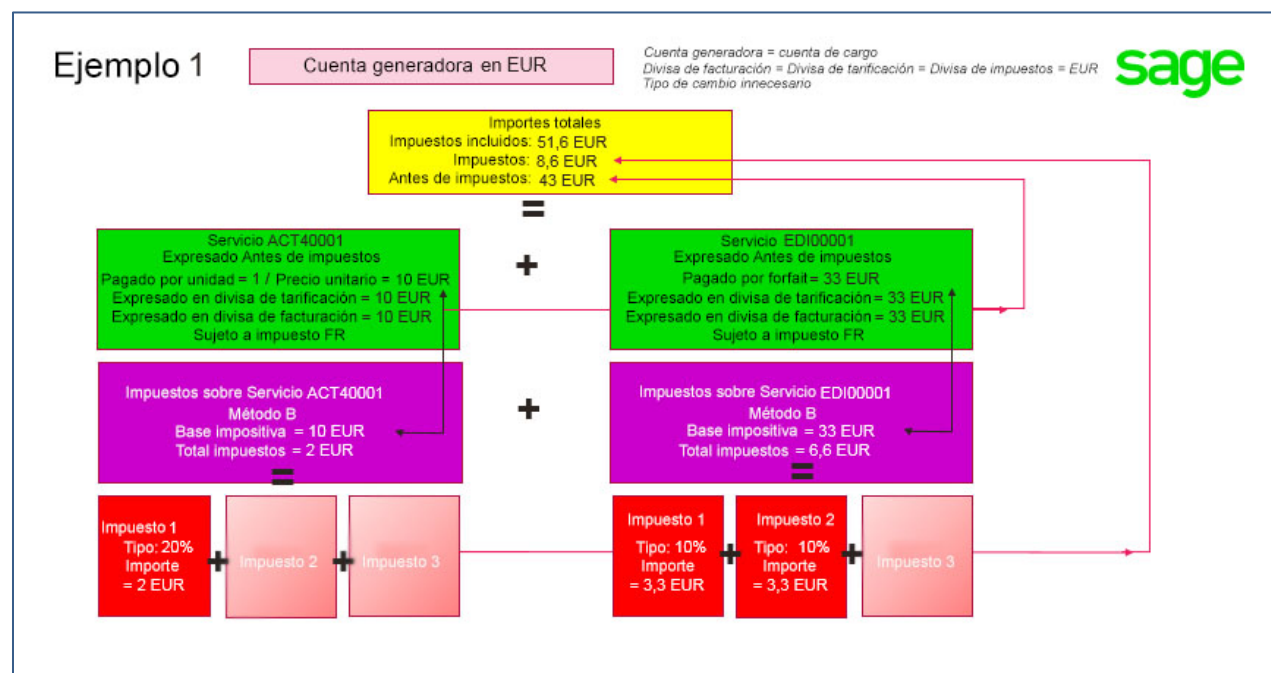 Ejemplo 1
Cuenta generadora en EUR
Cuenta generadora = cuenta de cargo
Divisa de facturación = Divisa de tarificación = Divisa de impuestos = EUR
Tipo de cambio innecesario
sage
Importes totales
Impuestos incluidos: 51,6 EUR
Impuestos: 8,6 EUR
Antes de impuestos: 43 EUR
=
Servicio ACT40001
Expresado Antes de impuestos
Pagado por unidad = 1 / Precio unitario = 10 EUR
Expresado en divisa de tarificación = 10 EUR
Expresado en divisa de facturación = 10 EUR
Sujeto a impuesto FR
+
Servicio EDI00001
Expresado Antes de impuestos
Pagado por forfait = 33 EUR
Expresado en divisa de tarificación = 33 EUR
Expresado en divisa de facturación = 33 EUR
Sujeto a impuesto FR
Impuestos sobre Servicio ACT40001
Método B
Base impositiva = 10 EUR
Total impuestos = 2 EUR
=
+
Impuestos sobre Servicio EDI00001
Método B
Base impositiva = 33 EUR
Total impuestos = 6,6 EUR
=
Impuesto 1
Tipo: 20%
Importe
= 2 EUR
+
Impuesto 2
+
Impuesto 3
Impuesto 1
Tipo: 10%
Importe
= 3,3 EUR
+
Impuesto 2
Tipo: 10%
Importe
= 3,3 EUR
+
Impuesto 3